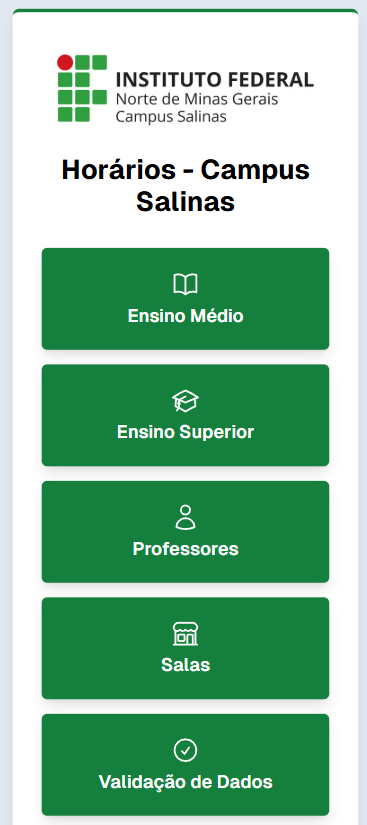 INSTITUTO FEDERAL
Norte de Minas Gerais
Campus Salinas
Horários - Campus
Salinas
Ensino Médio
Ensino Superior
Professores
Salas
Validação de Dados